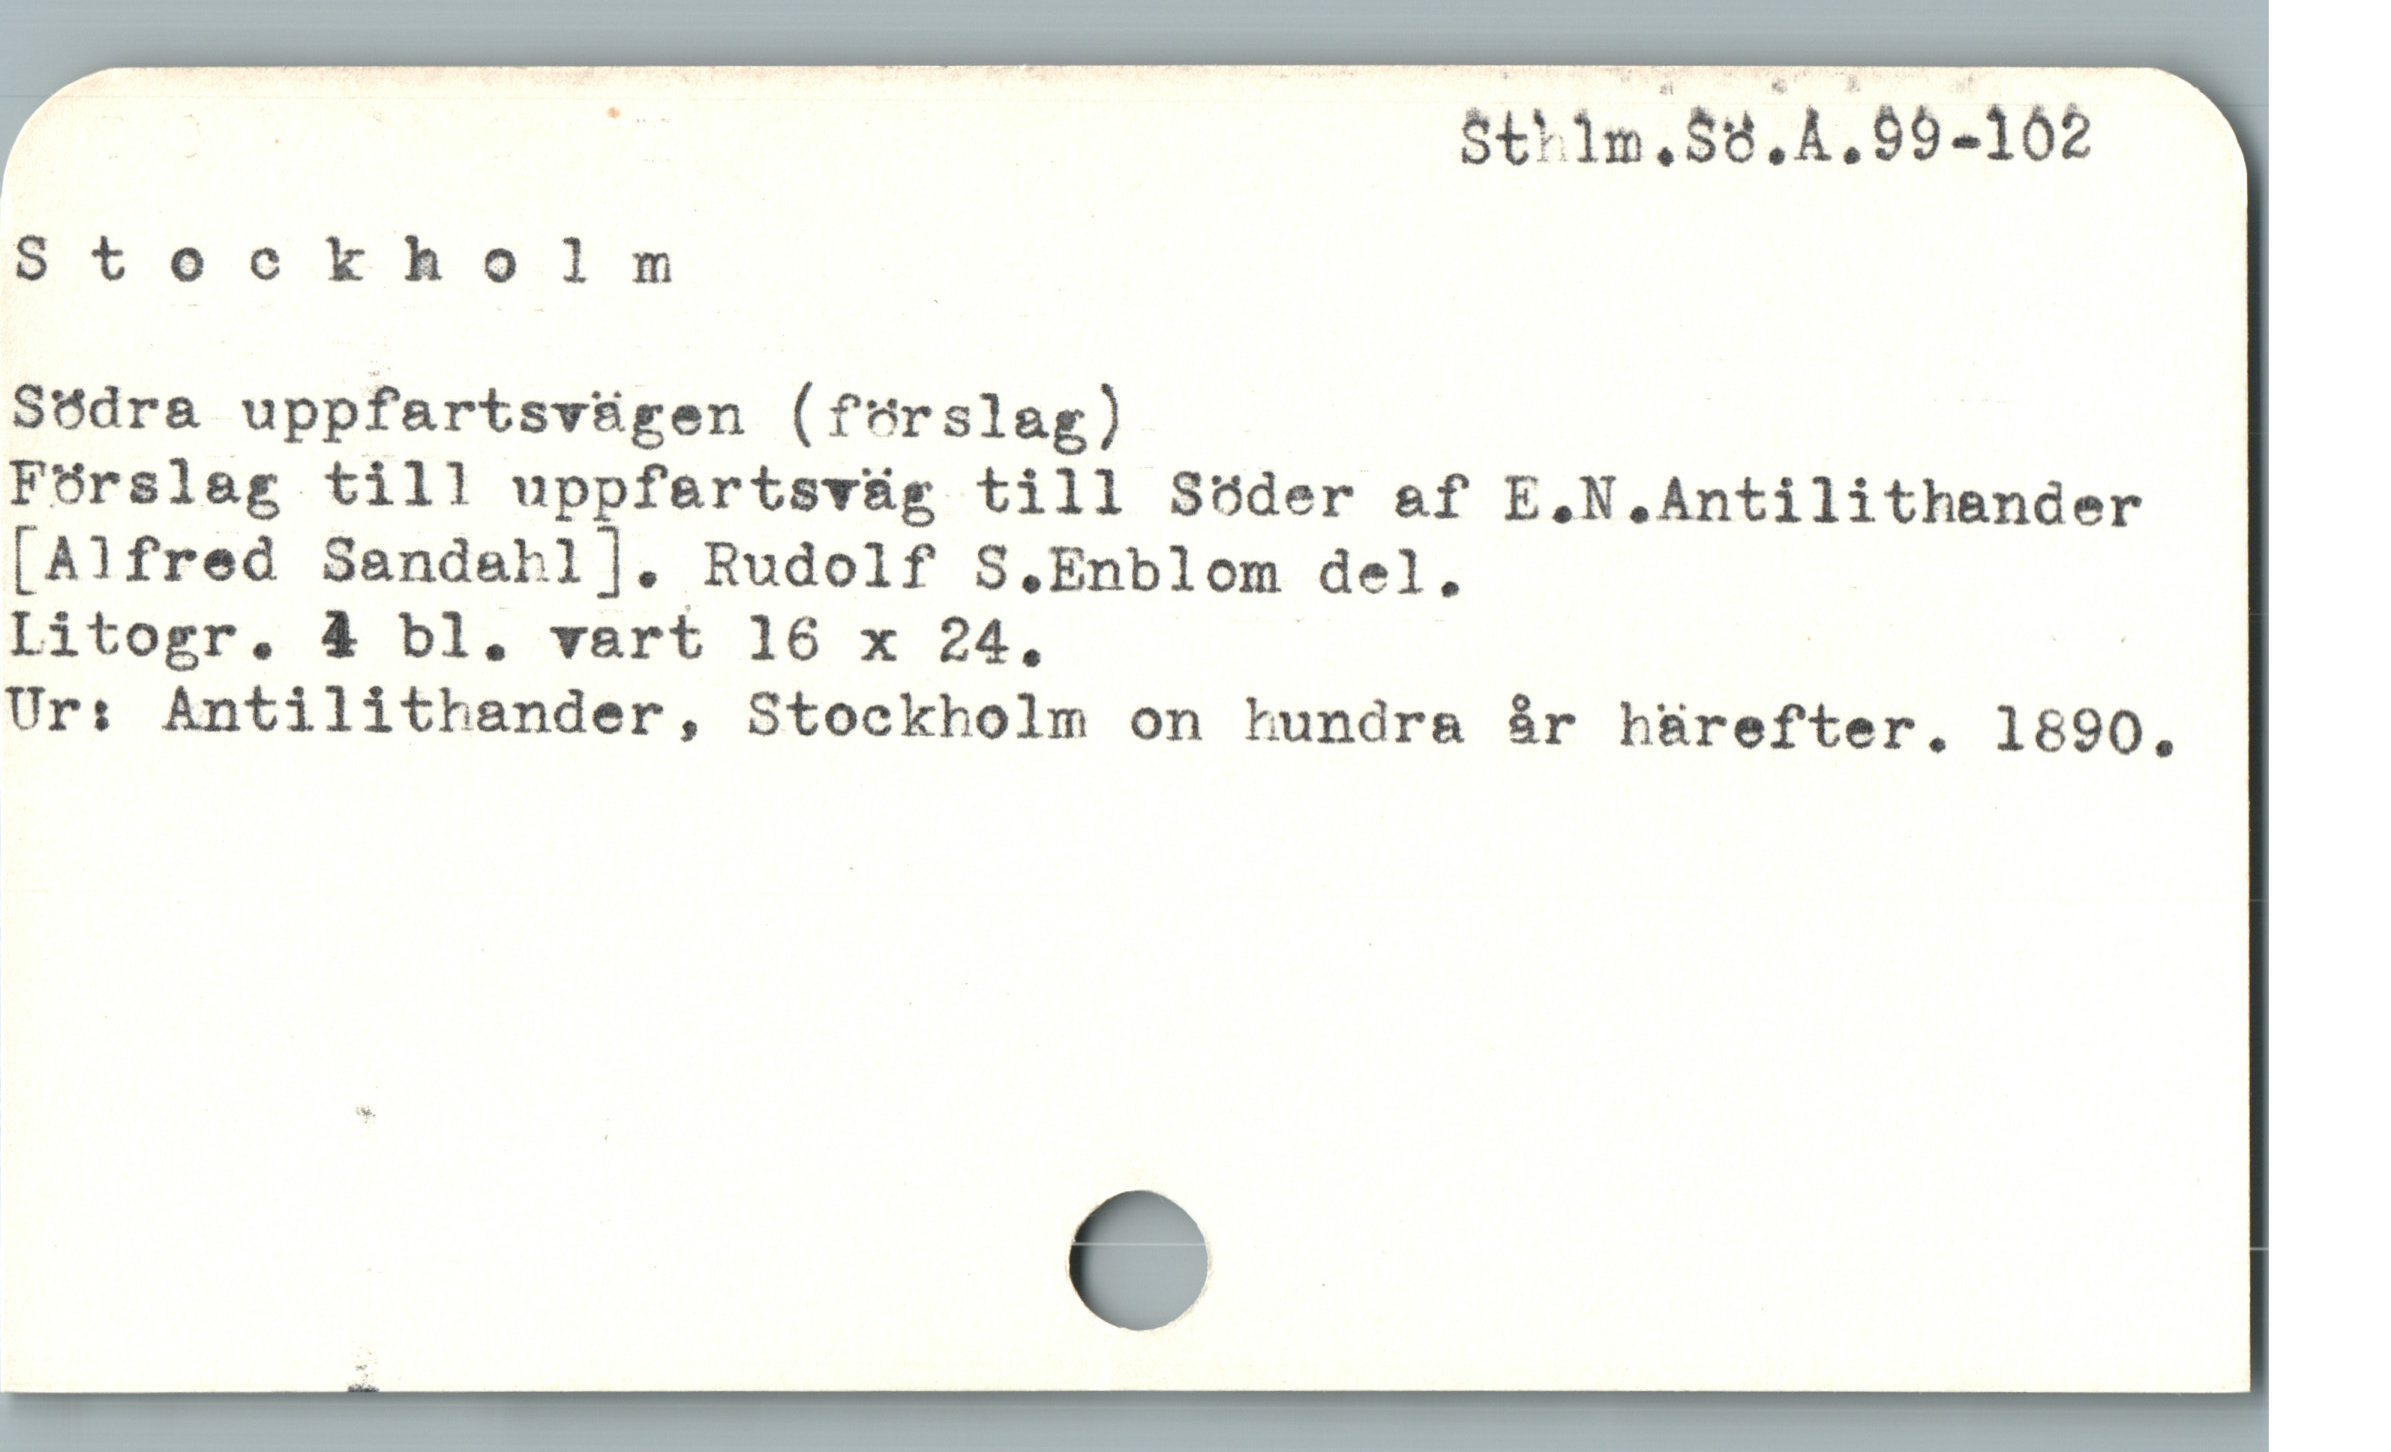 Sthlm.Sö.A.99-102
S t o c k h o l m
Södra uppfartsvägen (förslag)
Förslag till uppfartsväg till Söder af E.N.Antilithander
[Alfred Sandahl]. Rudolf S.Enblom del.
Litogr. 4 bl. vart 16 x 24.
Ur: Antilithander, Stockholm on hundra år härefter. 1890.